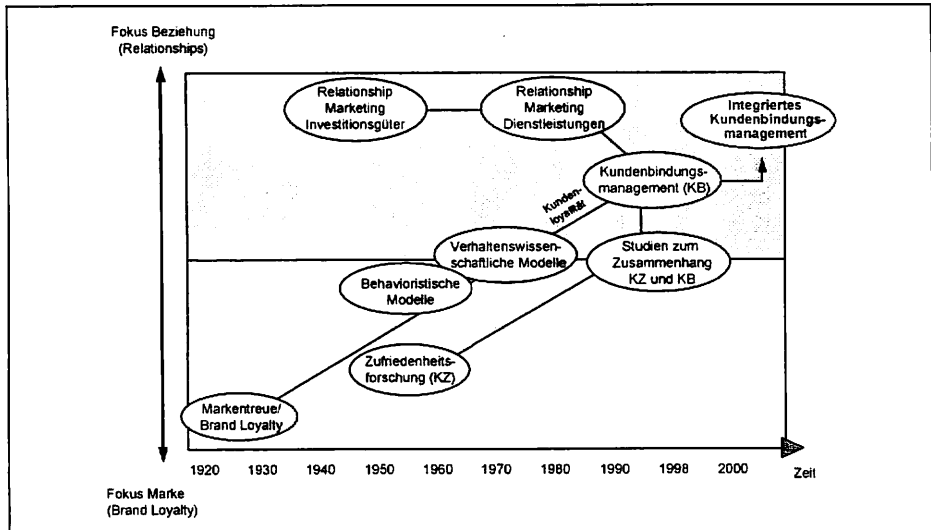 Fokus Beziehung
(Relationships)
Relationship
Marketing
Investitionsgüter
Relationship
Marketing
Dienstleistungen
Integriertes
Kundenbindungs-
management
Kundenbindungs-
management (KB)
Kunden-
loyalität
Verhaltenswissen-
schaftliche Modelle
Studien zum
Zusammenhang
KZ und KB
Behavioristische
Modelle
Zufriedenheits-
forschung (KZ)
Markentreue/
Brand Loyalty
1920 1930 1940 1950 1960 1970 1980 1990 1998 2000 Zeit
Fokus Marke
(Brand Loyalty)